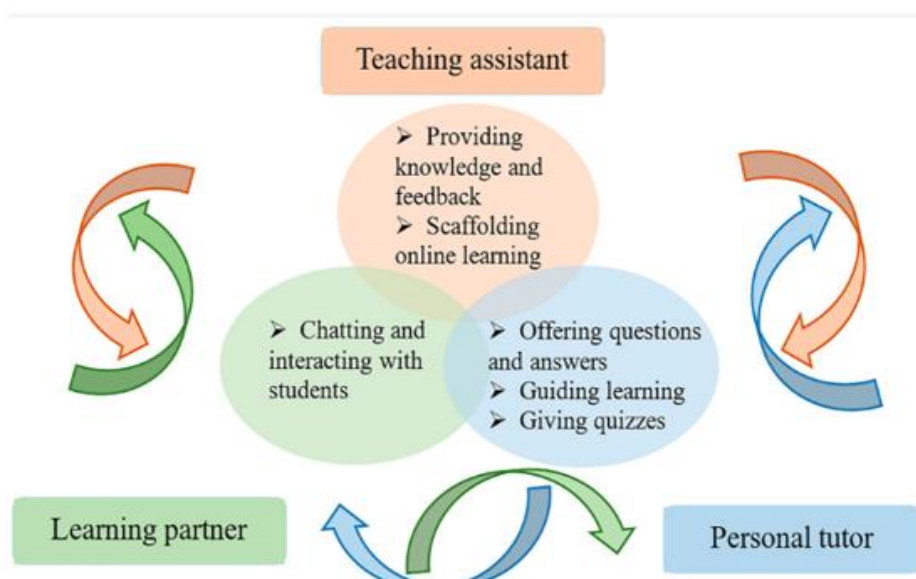 Teaching assistant
➢ Providing
knowledge and
feedback
➢ Scaffolding
online learning
➢ Chatting and
interacting with
students
➢ Offering questions
and answers
➢ Guiding learning
➢ Giving quizzes
Learning partner
Personal tutor